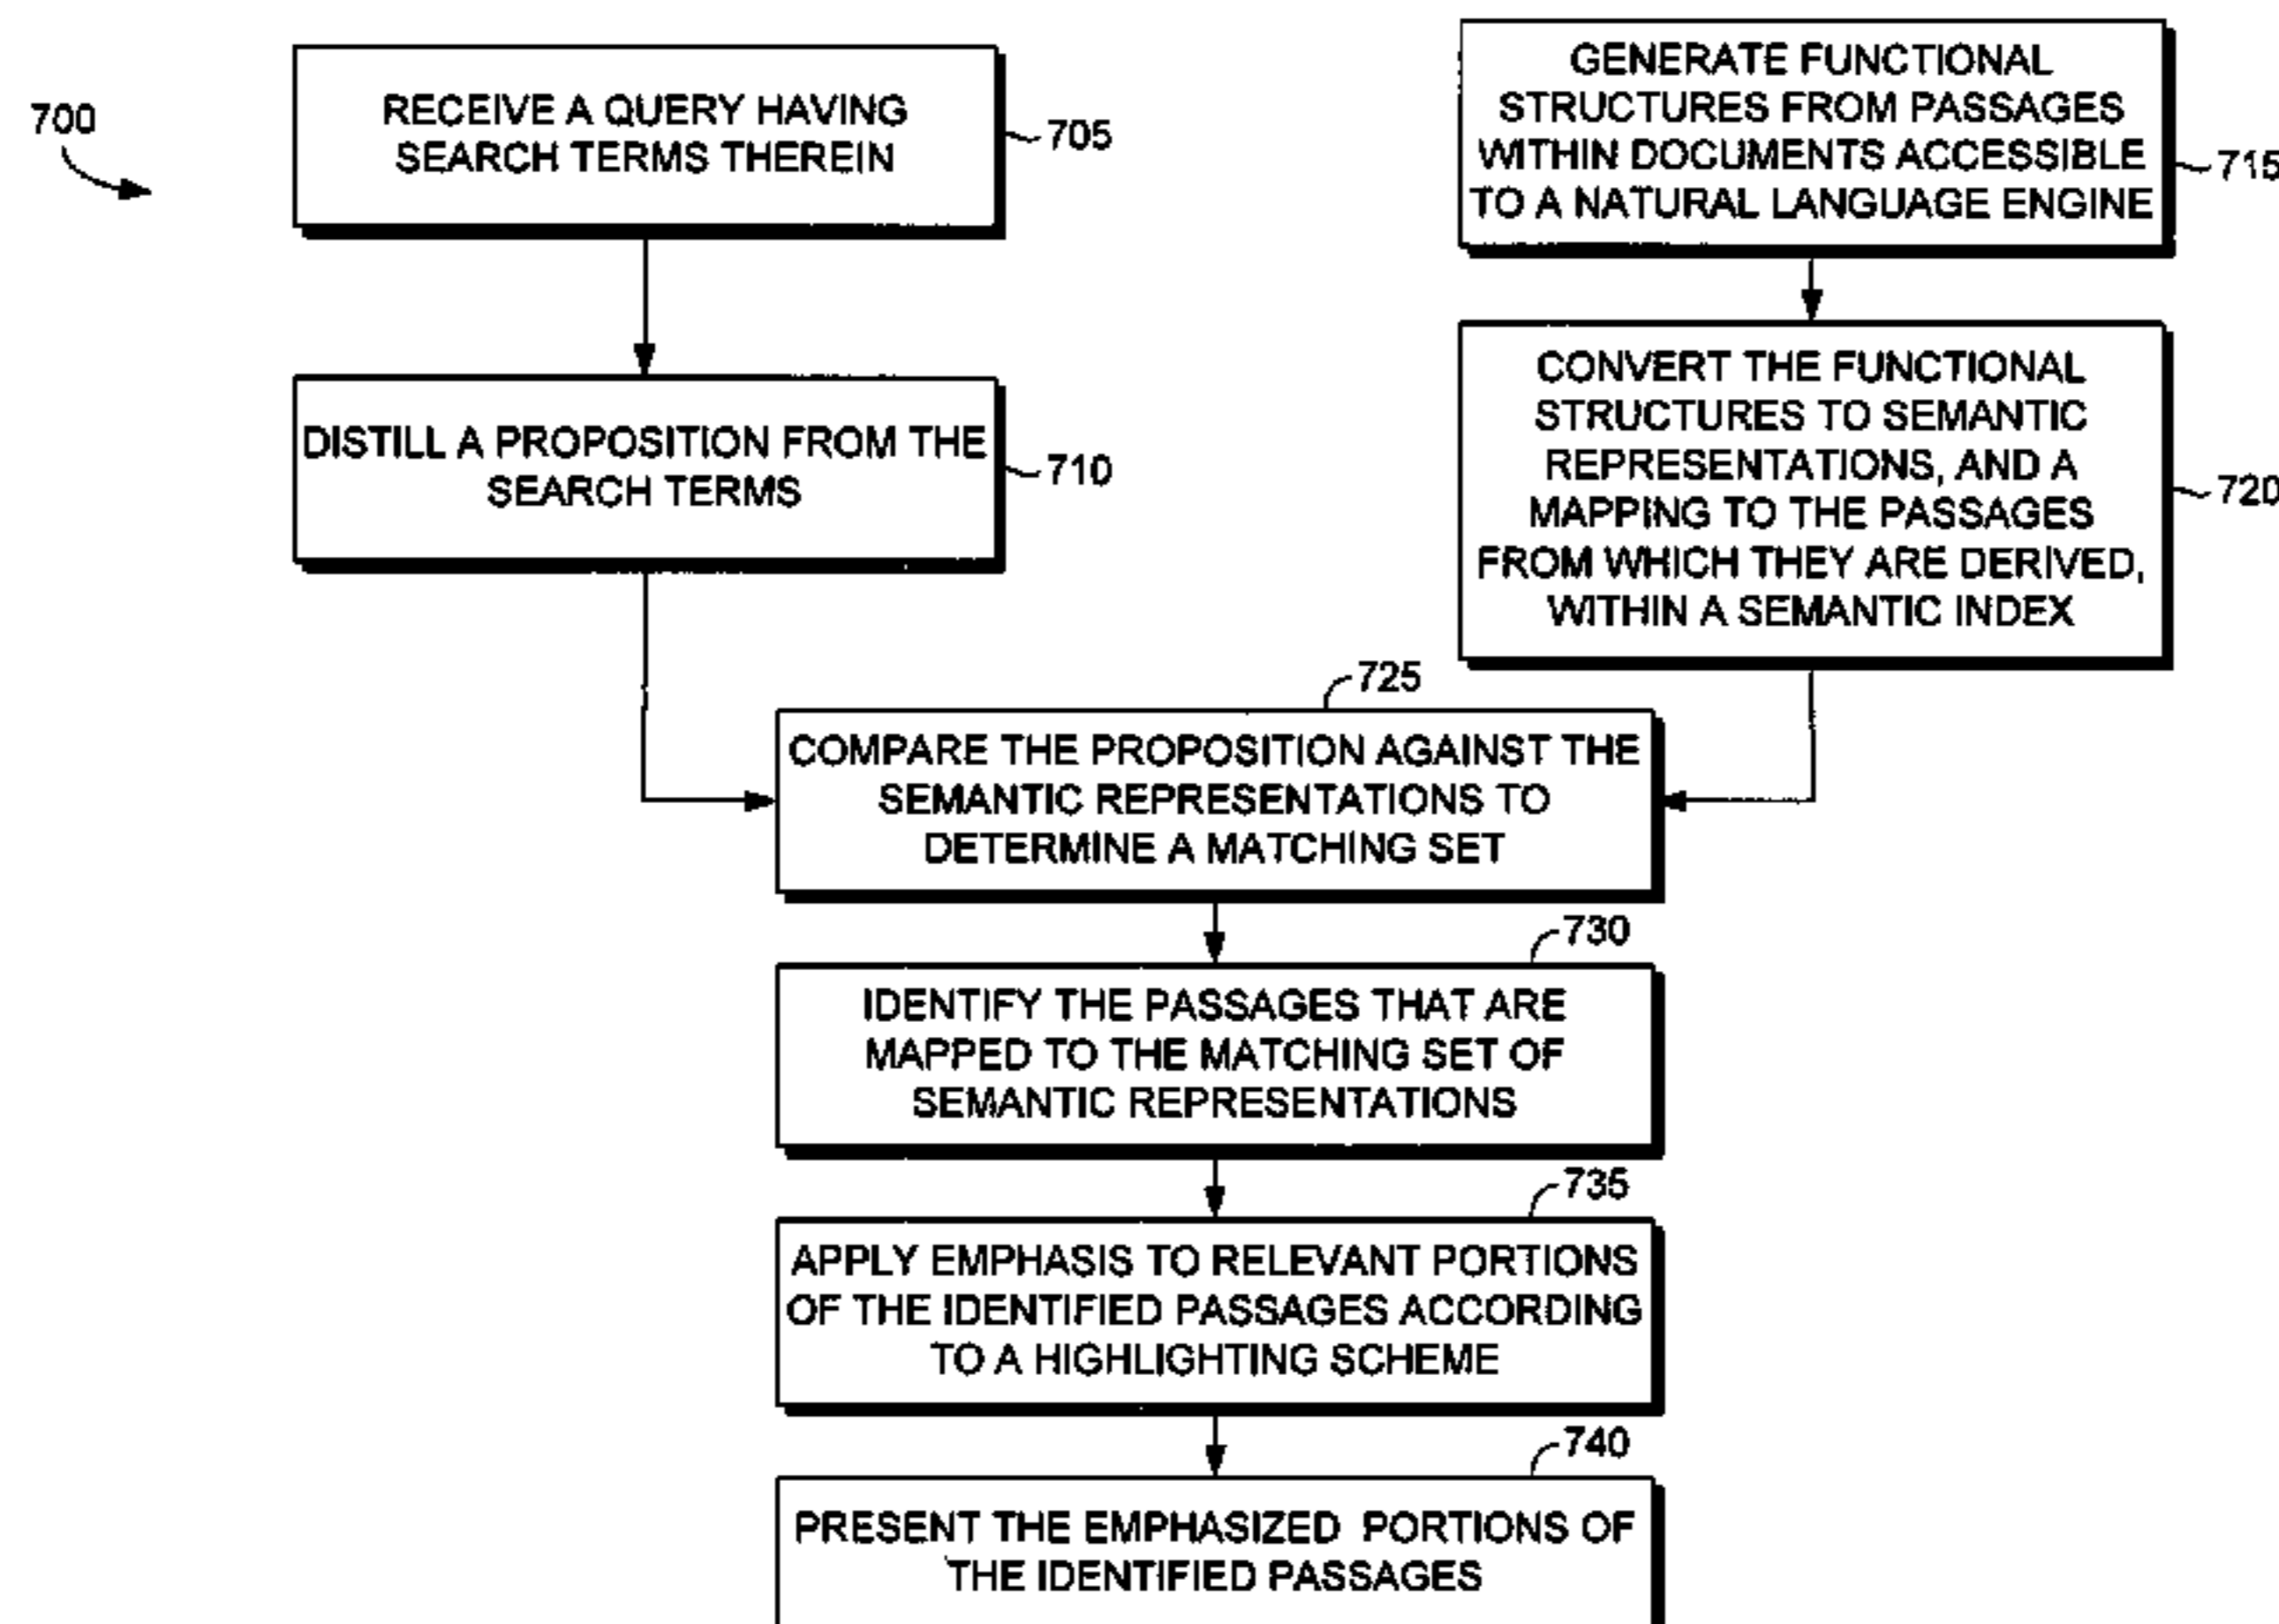 700
RECEIVE A QUERY HAVING
SEARCH TERMS THEREIN
705
DISTILL A PROPOSITION FROM THE
SEARCH TERMS
710
GENERATE FUNCTIONAL
STRUCTURES FROM PASSAGES
WITHIN DOCUMENTS ACCESSIBLE
TO A NATURAL LANGUAGE ENGINE
715
CONVERT THE FUNCTIONAL
STRUCTURES TO SEMANTIC
REPRESENTATIONS, AND A
MAPPING TO THE PASSAGES
FROM WHICH THEY ARE DERIVED,
WITHIN A SEMANTIC INDEX
720
725
COMPARE THE PROPOSITION AGAINST THE
SEMANTIC REPRESENTATIONS TO
DETERMINE A MATCHING SET
730
IDENTIFY THE PASSAGES THAT ARE
MAPPED TO THE MATCHING SET OF
SEMANTIC REPRESENTATIONS
735
APPLY EMPHASIS TO RELEVANT PORTIONS
OF THE IDENTIFIED PASSAGES ACCORDING
TO A HIGHLIGHTING SCHEME
740
PRESENT THE EMPHASIZED PORTIONS OF
THE IDENTIFIED PASSAGES